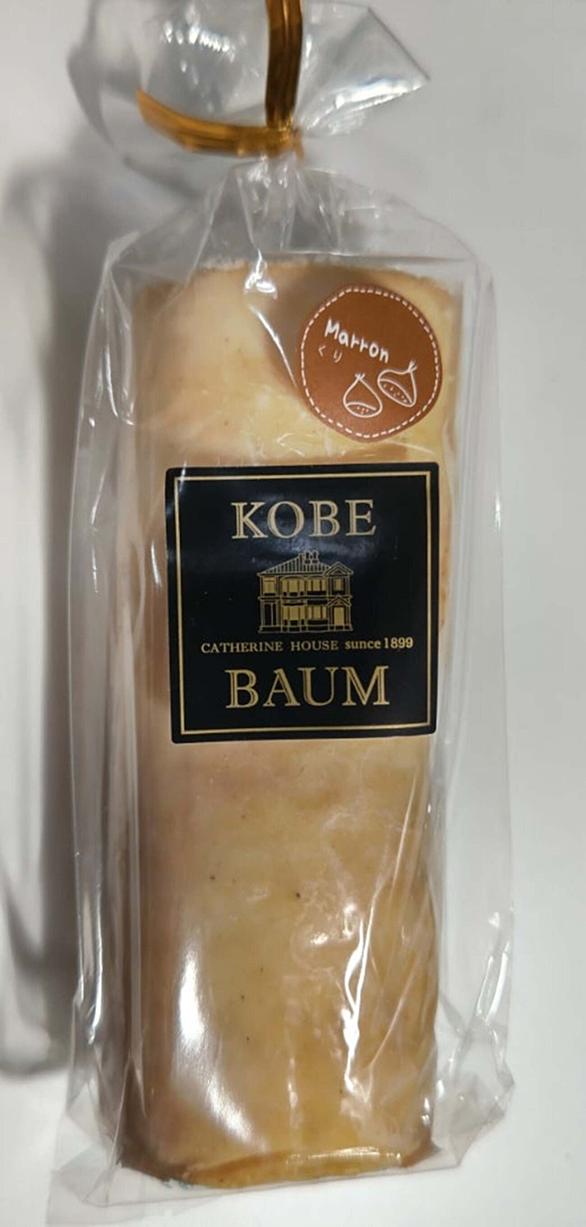 Marron
くり
KOBE
CATHERINE HOUSE sunce 1899
BAUM